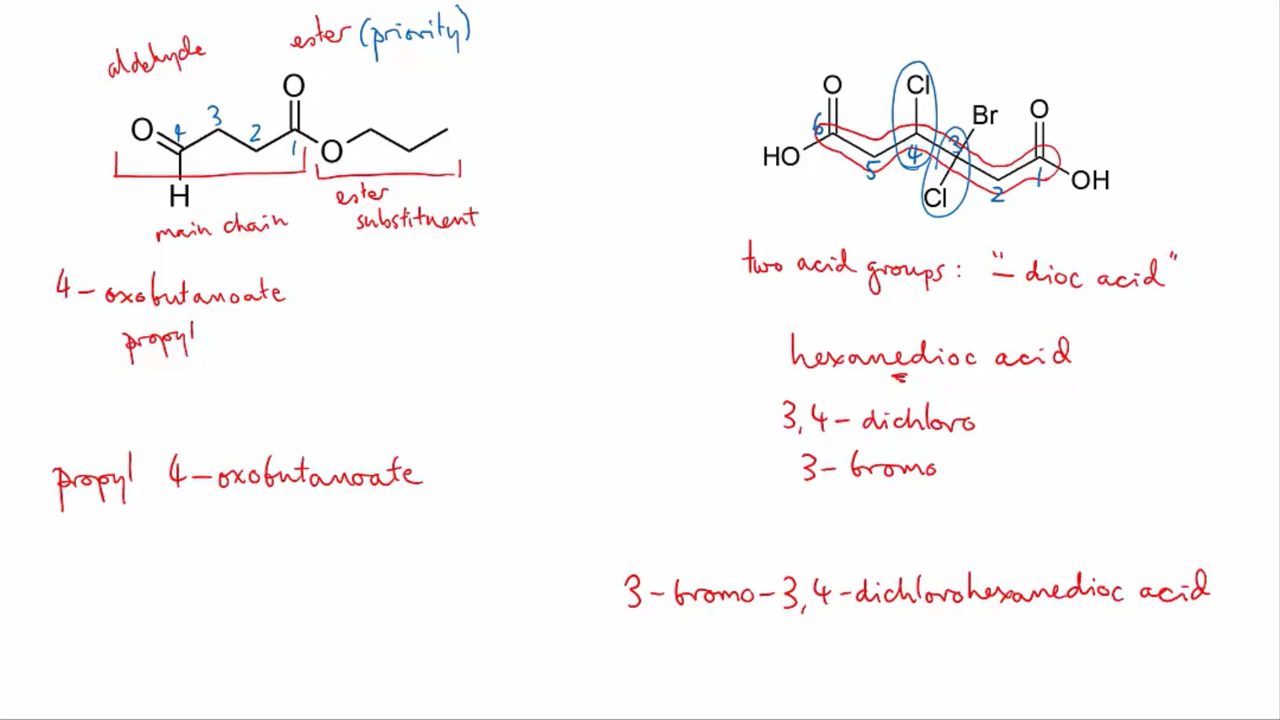 aldehyde
ester (priority)
O
O
4 3 2 1
O
H
main chain
ester
substituent
4-oxobutanoate
propyl
propyl 4-oxobutanoate
O
Cl
Br
O
HO
6 5 4 3 2 1
Cl
OH
two acid groups: "-dioc acid"
hexanedioc acid
3,4-dichloro
3-bromo
3-bromo-3,4-dichlorohexanedioc acid